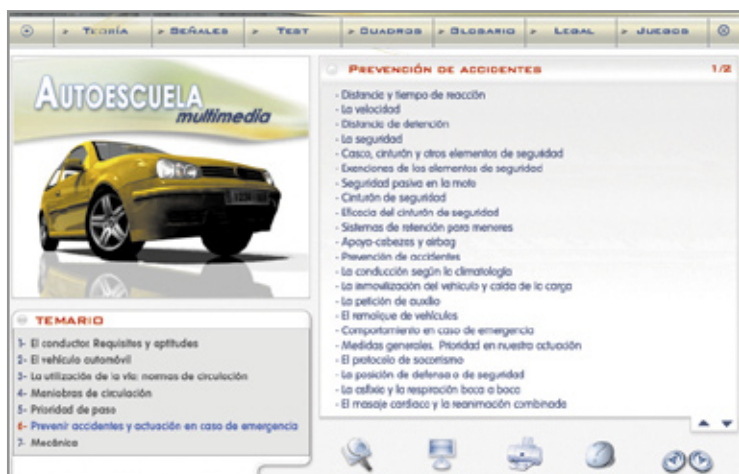 TEORÍA
SEÑALES
TEST
CUADROS
GLOSARIO
LEGAL
JUEGOS
AUTOESCUELA
multimedia
TEMARIO
1- El conductor. Requisitos y aptitudes
2- El vehículo automóvil
3- La utilización de la vía: normas de circulación
4- Maniobras de circulación
5- Prioridad de paso
6- Prevenir accidentes y actuación en caso de emergencia
7- Mecánica
PREVENCIÓN DE ACCIDENTES 1/2
- Distancia y tiempo de reacción
- La velocidad
- Distancia de detención
- La seguridad
- Casco, cinturón y otros elementos de seguridad
- Exenciones de los elementos de seguridad
- Seguridad pasiva en la moto
- Cinturón de seguridad
- Eficacia del cinturón de seguridad
- Sistemas de retención para menores
- Apoya-cabezas y airbag
- Prevención de accidentes
- La conducción según la climatología
- La inmovilización del vehículo y caída de la carga
- La petición de auxilio
- El remolque de vehículos
- Comportamiento en caso de emergencia
- Medidas generales. Prioridad en nuestra actuación
- El protocolo de socorrismo
- La posición de defensa o de seguridad
- La asfixia y la respiración boca a boca
- El masaje cardíaco y la reanimación combinada